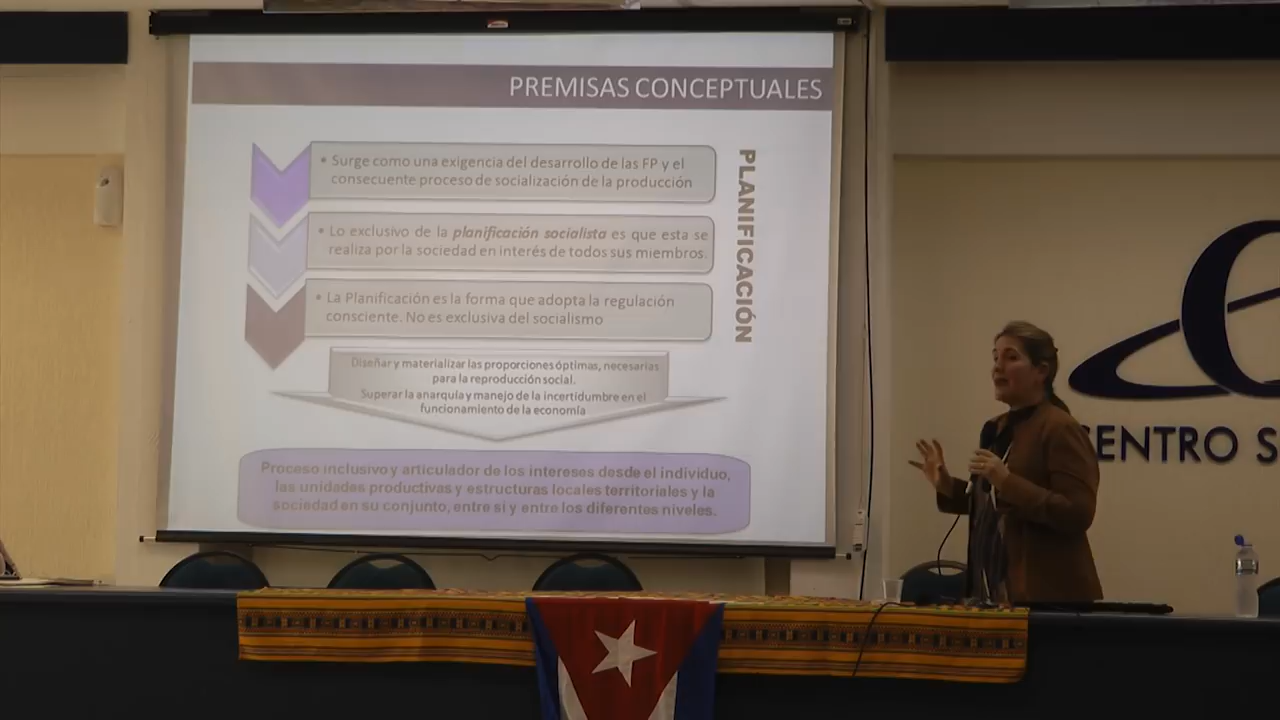 PREMISAS CONCEPTUALES
• Surge como una exigencia del desarrollo de las FP y el
consecuente proceso de socialización de la producción
• Lo exclusivo de la planificación socialista es que esta se
realiza por la sociedad en interés de todos sus miembros.
• La Planificación es la forma que adopta la regulación
consciente. No es exclusiva del socialismo
PLANIFICACIÓN
Diseñar y materializar las proporciones óptimas, necesarias
para la reproducción social.
Superar la anarquía y manejo de la incertidumbre en el
funcionamiento de la economía
Proceso inclusivo y articulador de los intereses desde el individuo,
las unidades productivas y estructuras locales territoriales y la
sociedad en su conjunto, entre si y entre los diferentes niveles.
CENTRO S